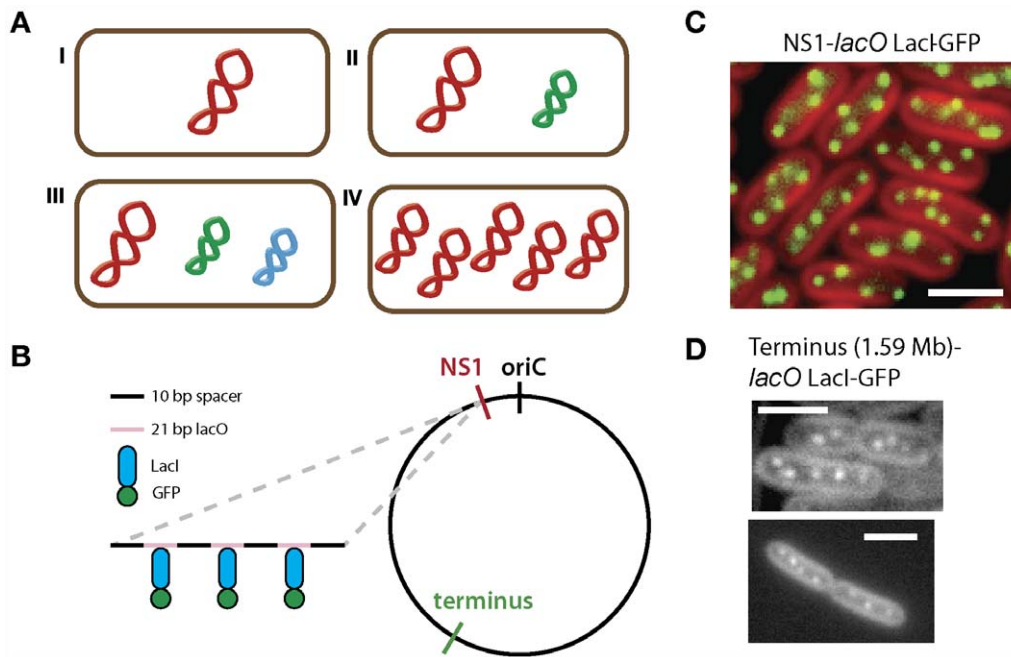 A
I
II
III
IV
B
10 bp spacer
21 bp lacO
LacI
GFP
NS1
oriC
terminus
C
NS1-lacO LacI-GFP
D
Terminus (1.59 Mb)-
lacO LacI-GFP